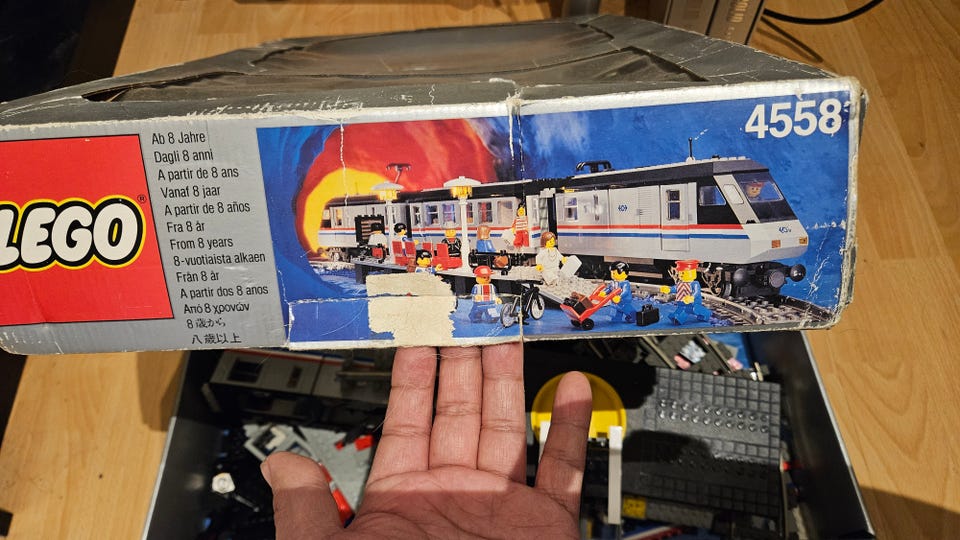 LEGO
®
Ab 8 Jahre
Dagli 8 anni
A partir de 8 ans
Vanaf 8 jaar
A partir de 8 años
Fra 8 år
From 8 years
8-vuotiaista alkaen
Från 8 år
A partir dos 8 anos
Από 8 χρονών
8歳から
八歲以上
4558